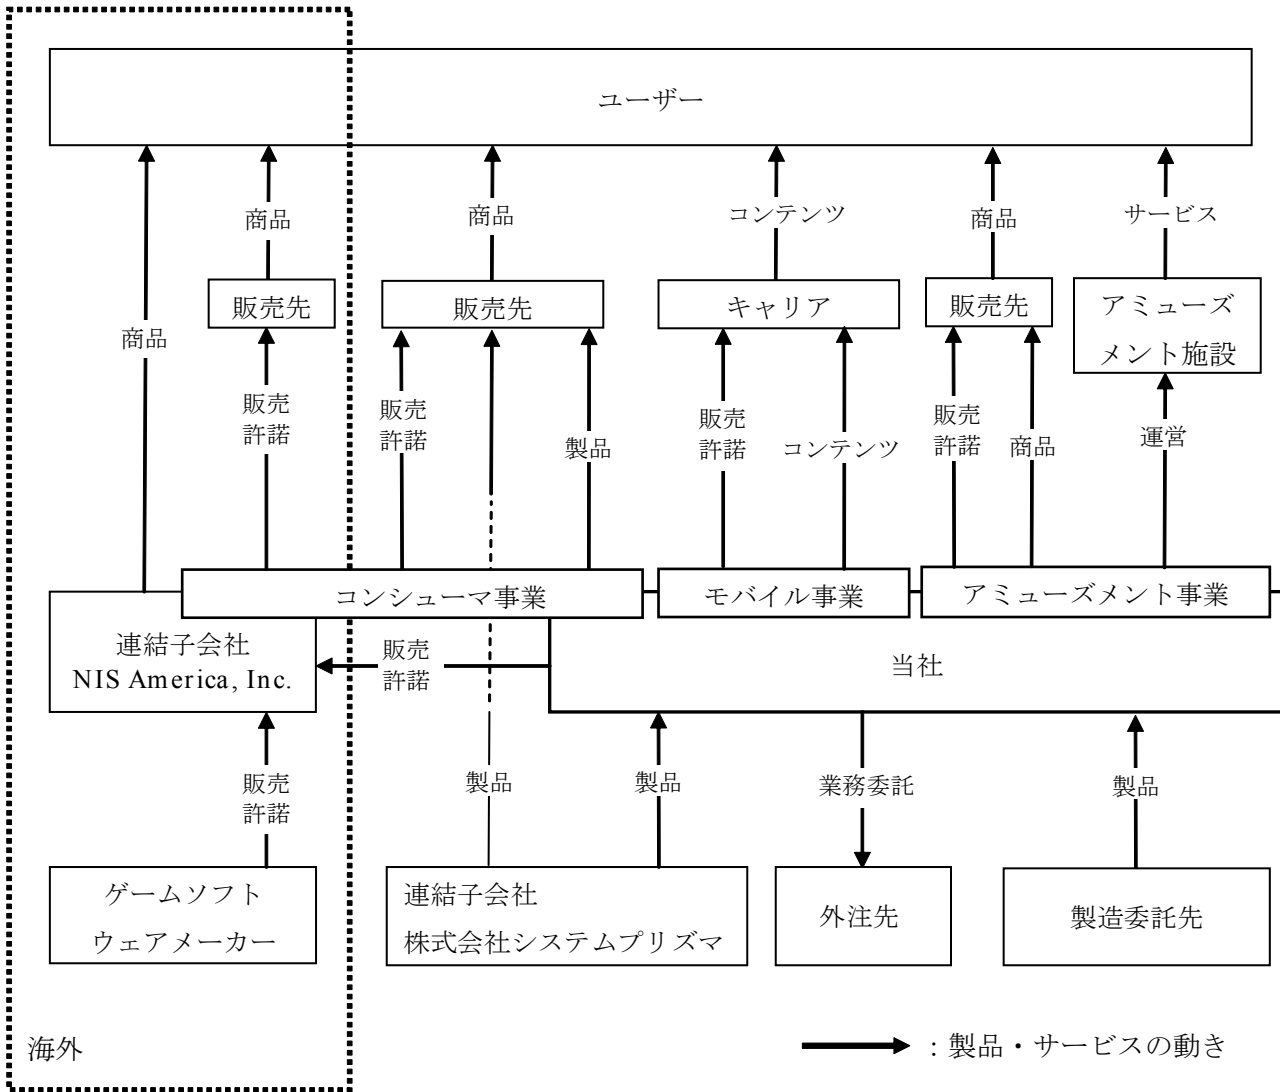 ユーザー
商品
商品
コンテンツ
商品
サービス
販売先
販売先
キャリア
販売先
アミューズ
メント施設
商品
販売
許諾
販売
許諾
製品
販売
許諾
コンテンツ
販売
許諾
商品
運営
コンシューマ事業
モバイル事業
アミューズメント事業
連結子会社
NIS America, Inc.
販売
許諾
当社
販売
許諾
製品
製品
業務委託
製品
ゲームソフト
ウェアメーカー
連結子会社
株式会社システムプリズマ
外注先
製造委託先
海外
：製品・サービスの動き